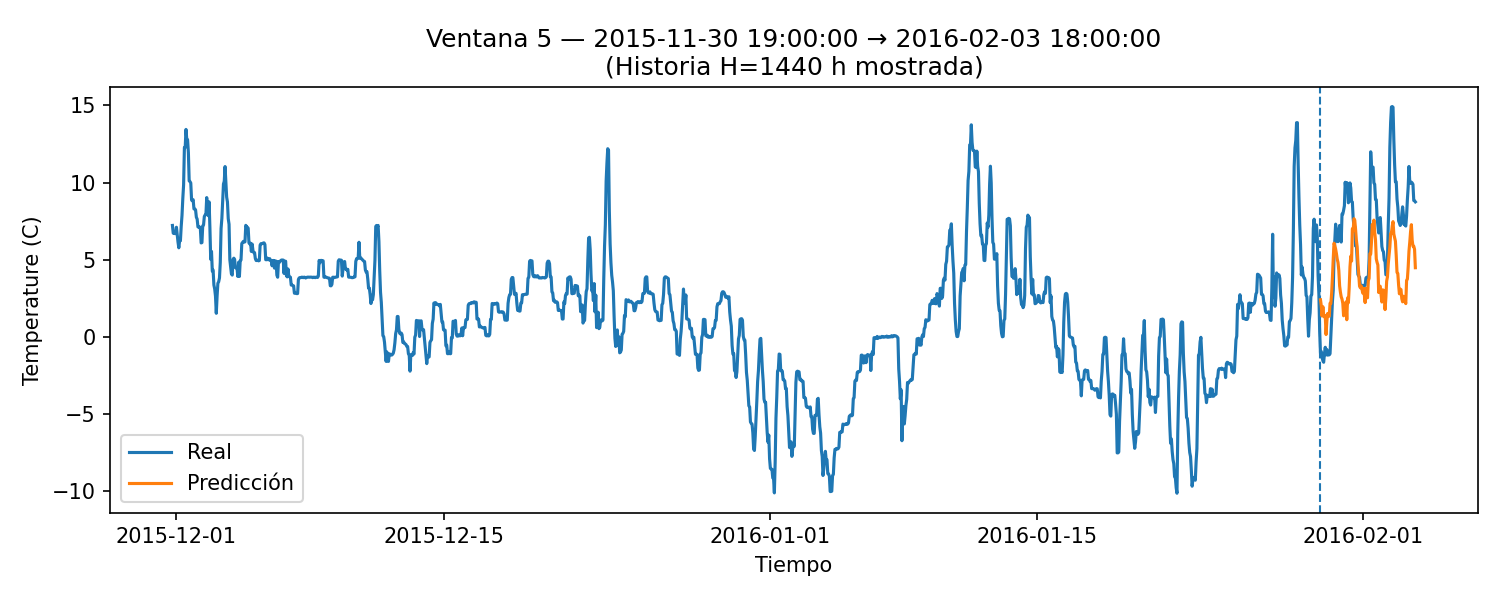 Ventana 5 — 2015-11-30 19:00:00 → 2016-02-03 18:00:00
(Historia H=1440 h mostrada)
Temperature (C)
15
10
5
0
−5
−10
Real
Predicción
2015-12-01
2015-12-15
2016-01-01
2016-01-15
2016-02-01
Tiempo